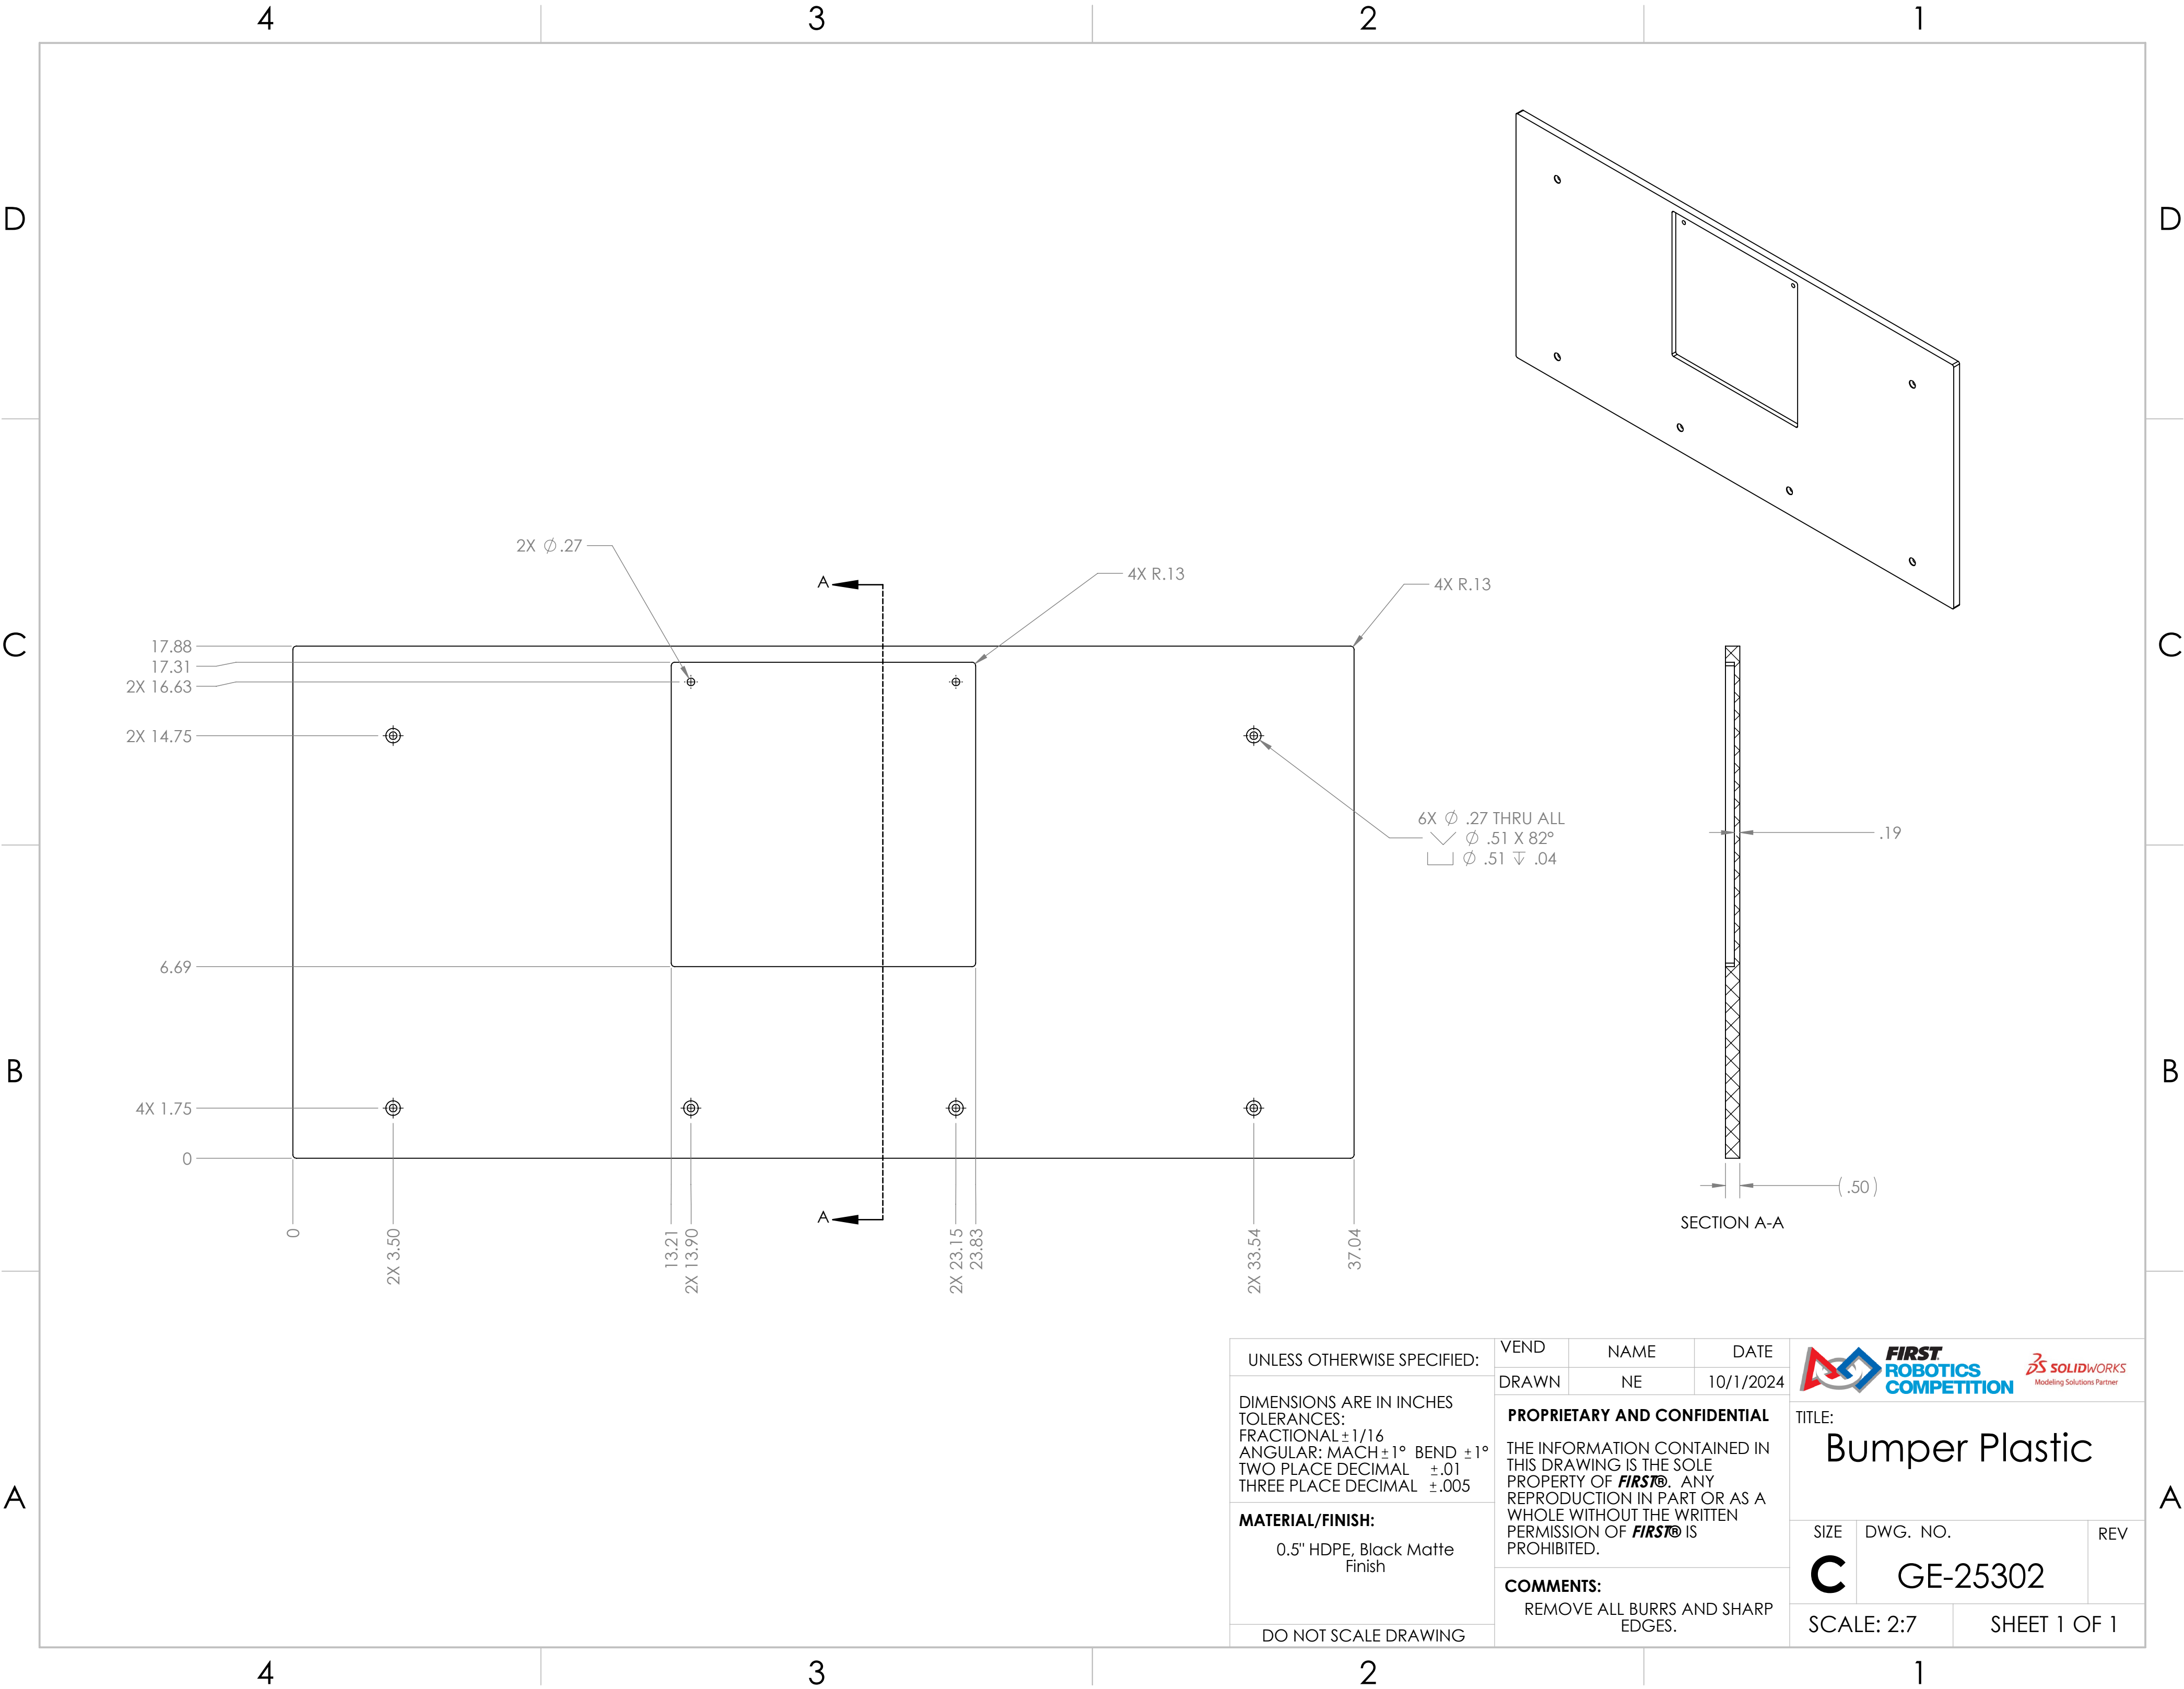 4 3 2 1
D D
C C
B B
A A
2X ⌀.27
A
4X R.13
4X R.13
17.88
17.31
2X 16.63
2X 14.75
6X ⌀ .27 THRU ALL
⌵ ⌀ .51 X 82°
⌴ ⌀ .51 ↧ .04
.19
6.69
4X 1.75
0
A
(.50)
SECTION A-A
0
2X 3.50
13.21
2X 13.90
2X 23.15
23.83
2X 33.54
37.04
UNLESS OTHERWISE SPECIFIED:
DIMENSIONS ARE IN INCHES
TOLERANCES:
FRACTIONAL±1/16
ANGULAR: MACH±1° BEND ±1°
TWO PLACE DECIMAL ±.01
THREE PLACE DECIMAL ±.005
MATERIAL/FINISH:
0.5" HDPE, Black Matte
Finish
DO NOT SCALE DRAWING
VEND NAME DATE
DRAWN NE 10/1/2024
PROPRIETARY AND CONFIDENTIAL
THE INFORMATION CONTAINED IN
THIS DRAWING IS THE SOLE
PROPERTY OF FIRST®. ANY
REPRODUCTION IN PART OR AS A
WHOLE WITHOUT THE WRITTEN
PERMISSION OF FIRST® IS
PROHIBITED.
COMMENTS:
REMOVE ALL BURRS AND SHARP
EDGES.
FIRST
ROBOTICS
COMPETITION
SOLIDWORKS
Modeling Solutions Partner
TITLE:
Bumper Plastic
SIZE DWG. NO. REV
C GE-25302
SCALE: 2:7 SHEET 1 OF 1
4 3 2 1